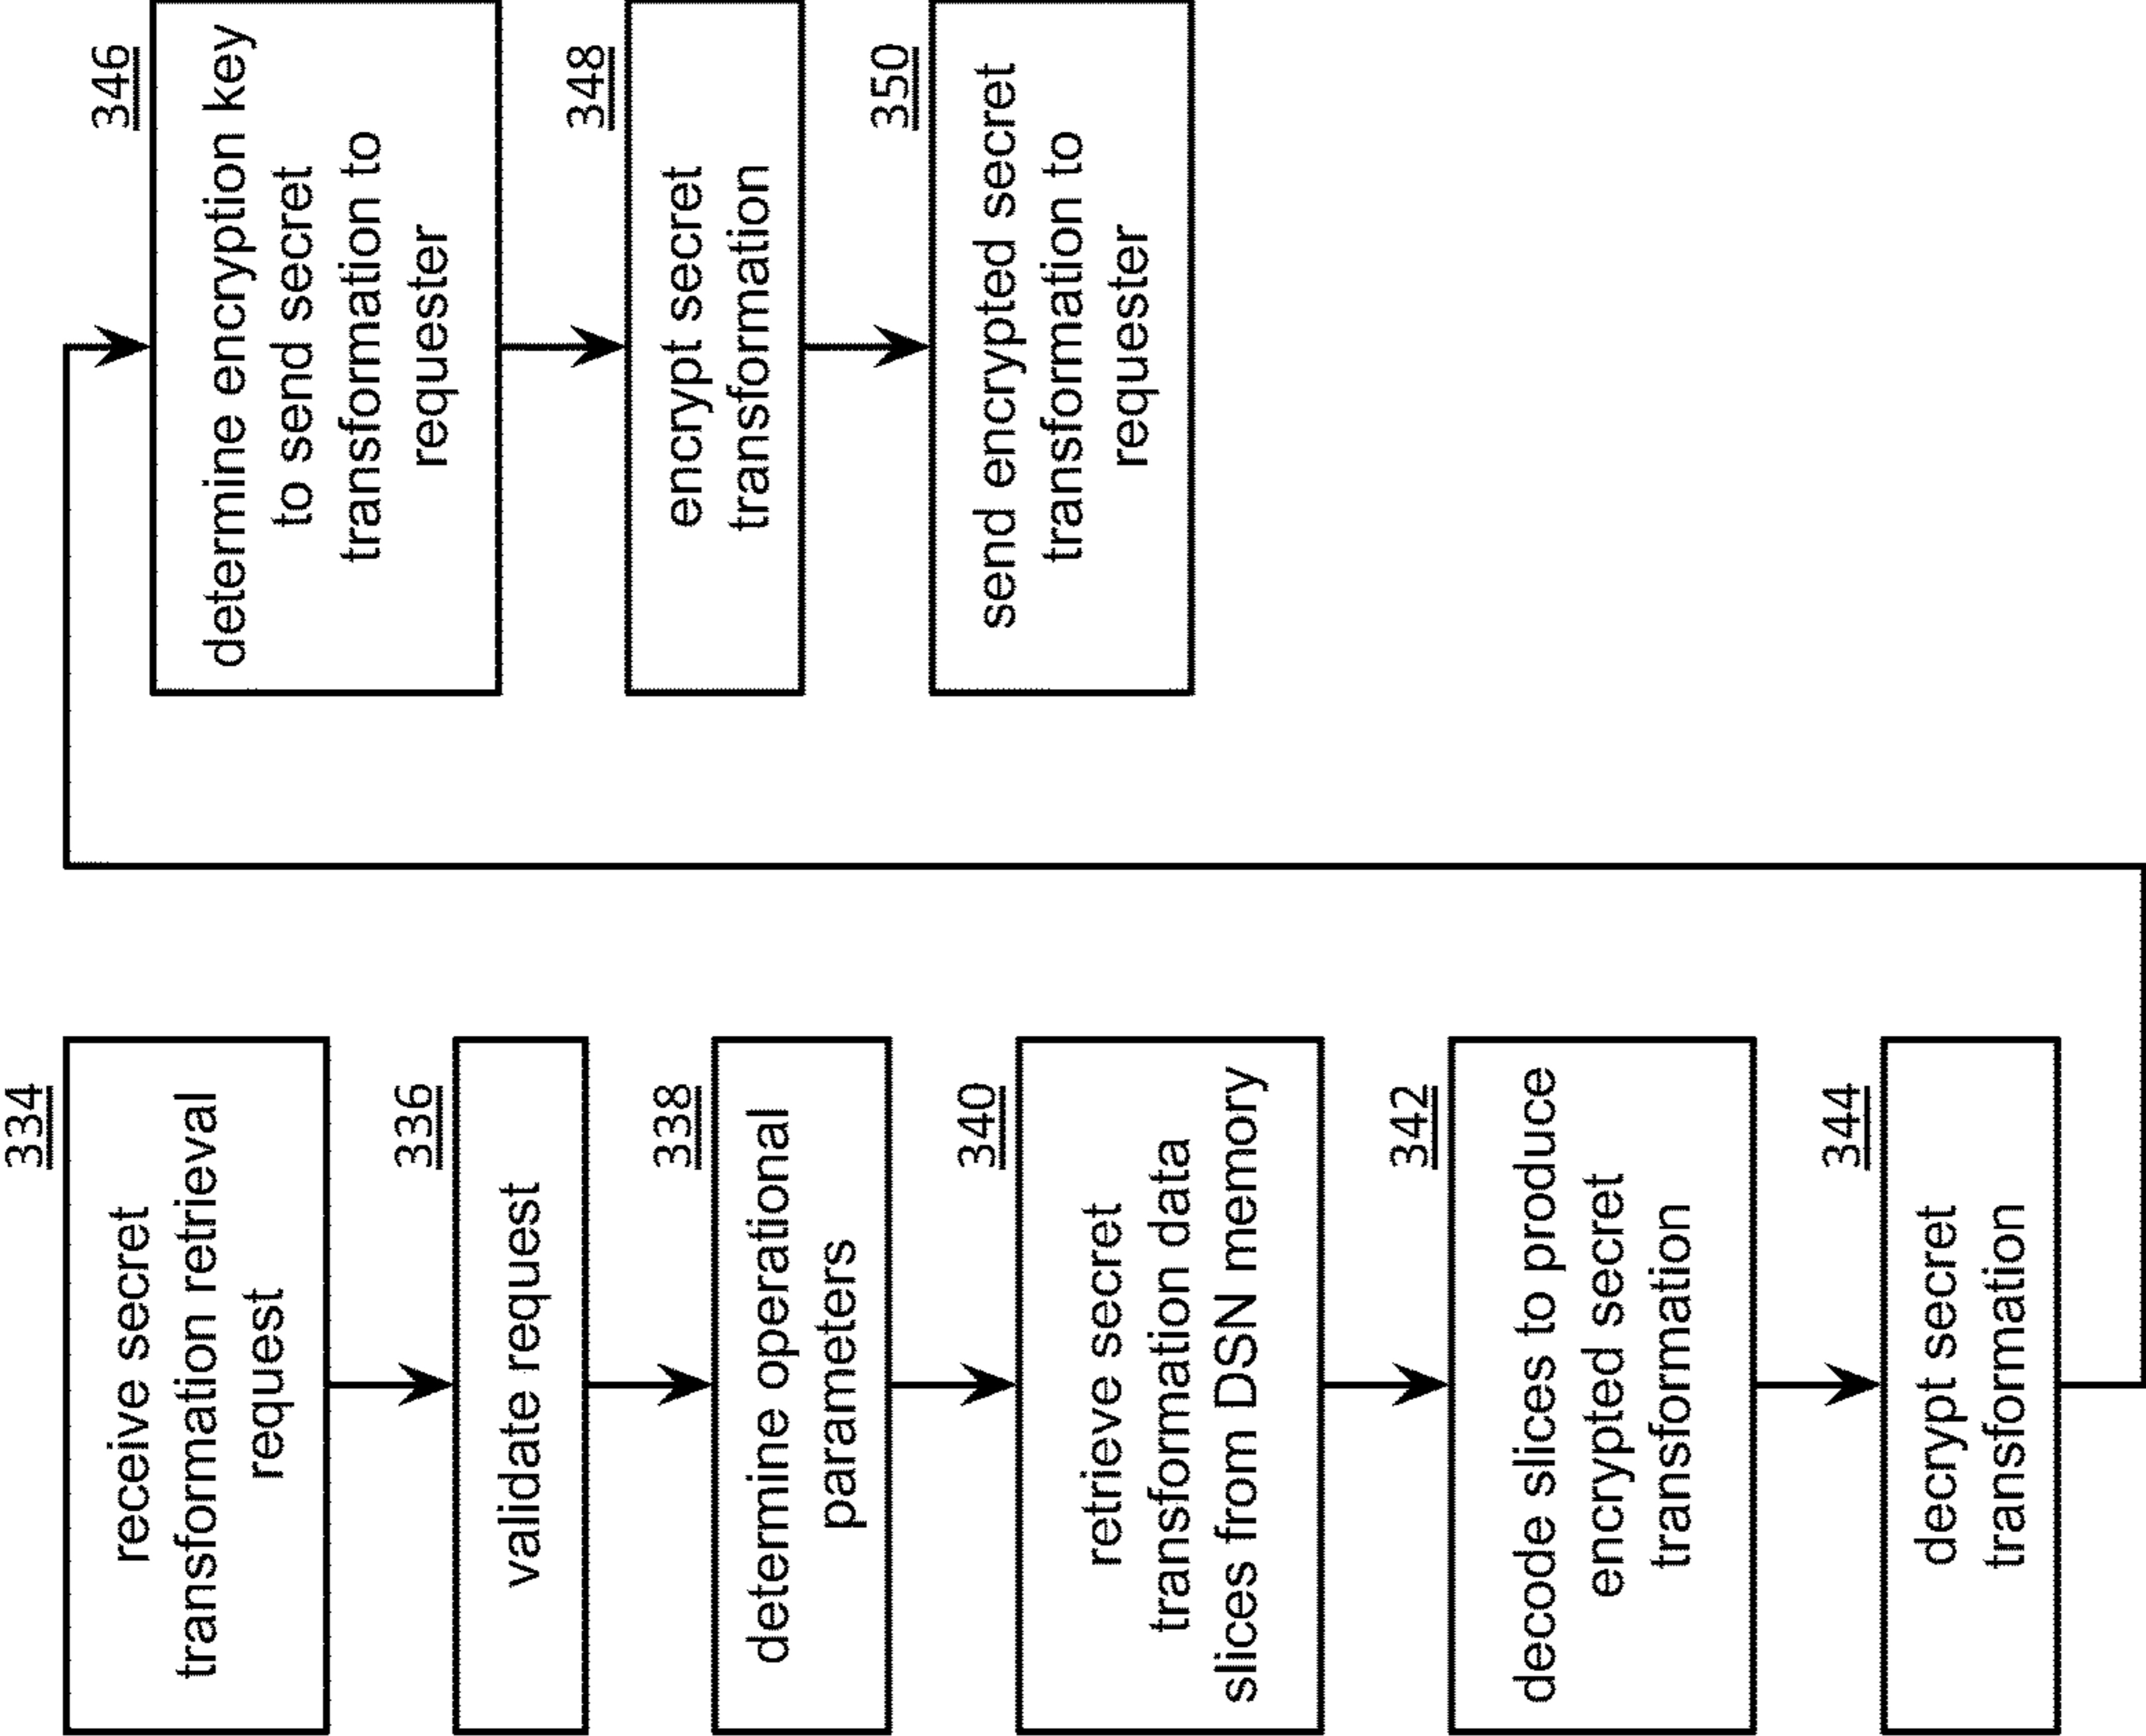 334
receive secret
transformation retrieval
request
336
validate request
338
determine operational
parameters
340
retrieve secret
transformation data
slices from DSN memory
342
decode slices to produce
encrypted secret
transformation
344
decrypt secret
transformation
346
determine encryption key
to send secret
transformation to
requester
348
encrypt secret
transformation
350
send encrypted secret
transformation to
requester